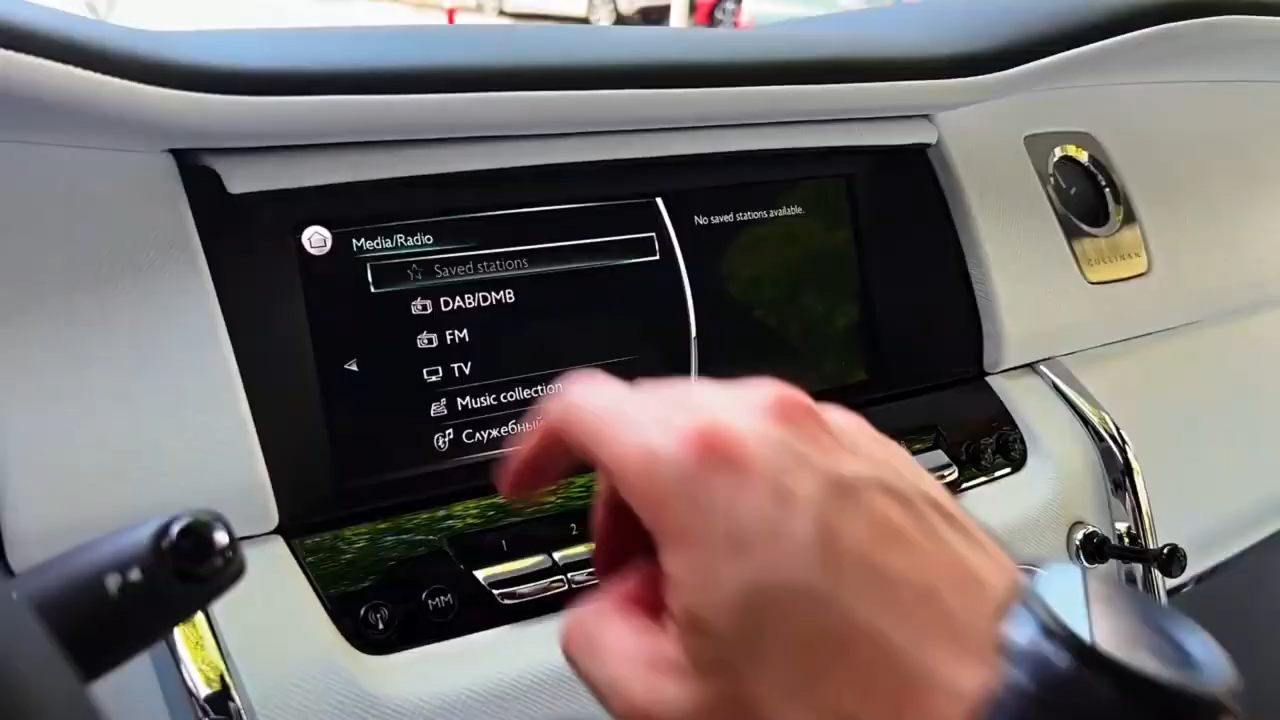 Media/Radio
No saved stations available.
Saved stations
DAB/DMB
FM
TV
Music collection
Служебный
CULLINAN
1
2
MM